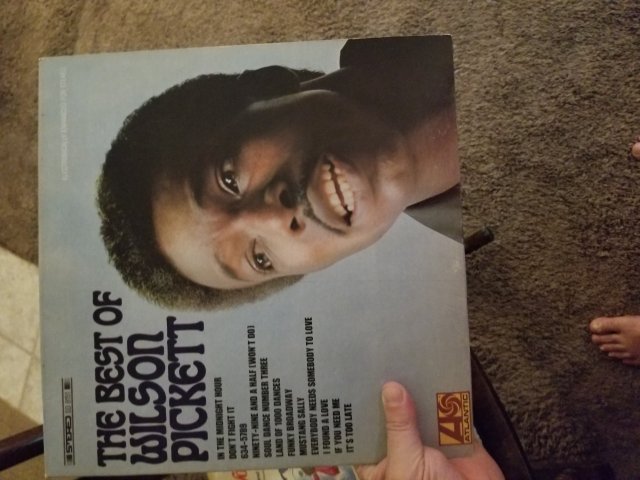 STEREO
THE BEST OF
WILSON
PICKETT
IN THE MIDNIGHT HOUR
DON'T FIGHT IT
634-5789
NINETY-NINE AND A HALF (WON'T DO)
SOUL DANCE NUMBER THREE
LAND OF 1000 DANCES
FUNKY BROADWAY
MUSTANG SALLY
EVERYBODY NEEDS SOMEBODY TO LOVE
I FOUND A LOVE
IF YOU NEED ME
IT'S TOO LATE
ATLANTIC